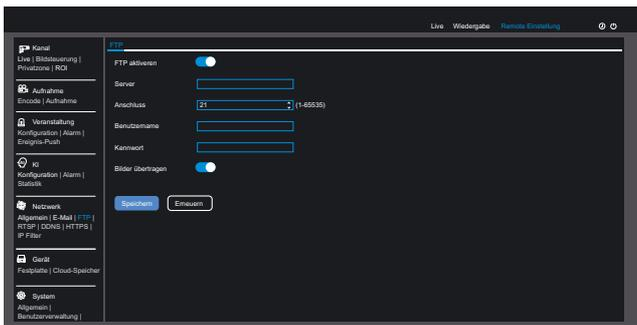 Live Wiedergabe Remote Einstellung
Kanal
Live | Bildsteuerung |
Privatzone | ROI
Aufnahme
Encode | Aufnahme
Veranstaltung
Konfiguration | Alarm |
Ereignis-Push
KI
Konfiguration | Alarm |
Statistik
Netzwerk
Allgemein | E-Mail | FTP |
RTSP | DDNS | HTTPS |
IP Filter
Gerät
Festplatte | Cloud-Speicher
System
Allgemein |
Benutzerverwaltung |
FTP
FTP aktiveren
Server
Anschluss 21 (1-65535)
Benutzername
Kennwort
Bilder übertragen
Speichern Erneuern